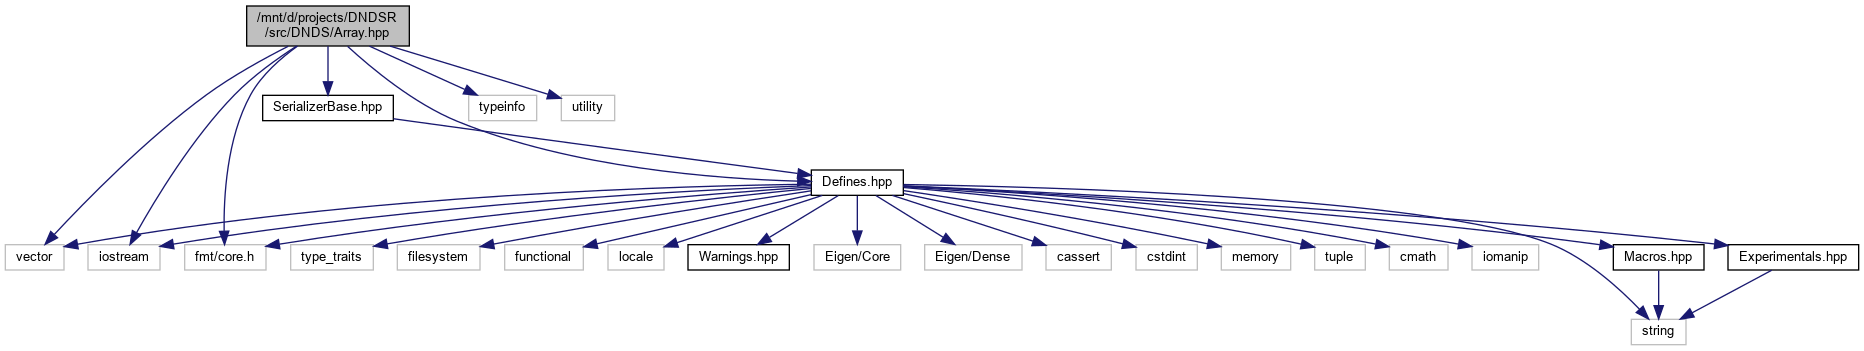 /mnt/d/projects/DNDSR
/src/DNDS/Array.hpp
SerializerBase.hpp
typeinfo
utility
Defines.hpp
vector
iostream
fmt/core.h
type_traits
filesystem
functional
locale
Warnings.hpp
Eigen/Core
Eigen/Dense
cassert
cstdint
memory
tuple
cmath
iomanip
Macros.hpp
Experimentals.hpp
string